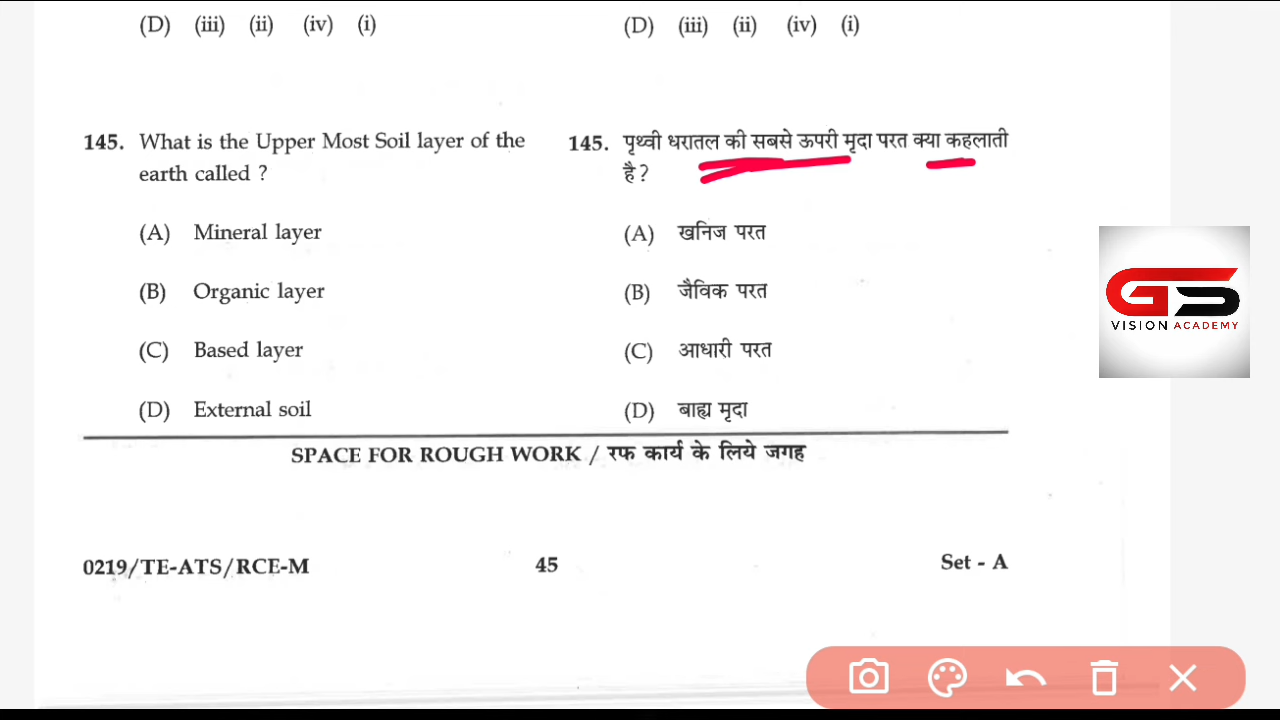 (D) (iii) (ii) (iv) (i)
(D) (iii) (ii) (iv) (i)
145. What is the Upper Most Soil layer of the
earth called ?
(A) Mineral layer
(B) Organic layer
(C) Based layer
(D) External soil
145. पृथ्वी धरातल की सबसे ऊपरी मृदा परत क्या कहलाती
है ?
(A) खनिज परत
(B) जैविक परत
(C) आधारी परत
(D) बाह्य मृदा
GS
VISION ACADEMY
SPACE FOR ROUGH WORK / रफ कार्य के लिये जगह
0219/TE-ATS/RCE-M 45 Set - A